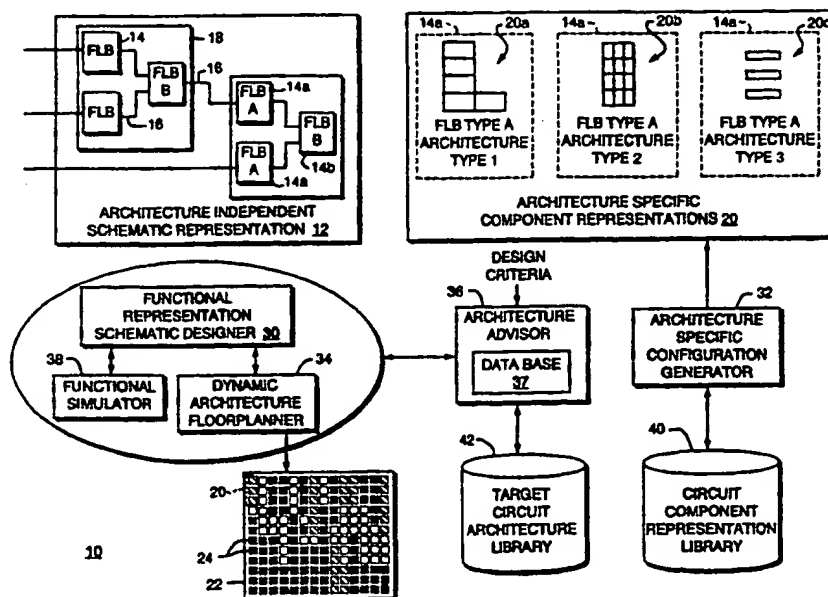 14
18
FLB
FLB
B
16
14a
FLB
16
FLB
A
FLB
B
14b
FLB
A
14a
ARCHITECTURE INDEPENDENT
SCHEMATIC REPRESENTATION 12
14a
20a
FLB TYPE A
ARCHITECTURE
TYPE 1
14a
20b
FLB TYPE A
ARCHITECTURE
TYPE 2
14a
20c
FLB TYPE A
ARCHITECTURE
TYPE 3
ARCHITECTURE SPECIFIC
COMPONENT REPRESENTATIONS 20
FUNCTIONAL
REPRESENTATION
SCHEMATIC DESIGNER 30
38
FUNCTIONAL
SIMULATOR
34
DYNAMIC
ARCHITECTURE
FLOORPLANNER
DESIGN
CRITERIA
36
ARCHITECTURE
ADVISOR
DATA BASE
37
32
ARCHITECTURE
SPECIFIC
CONFIGURATION
GENERATOR
42
TARGET
CIRCUIT
ARCHITECTURE
LIBRARY
40
CIRCUIT
COMPONENT
REPRESENTATION
LIBRARY
20
24
22
10